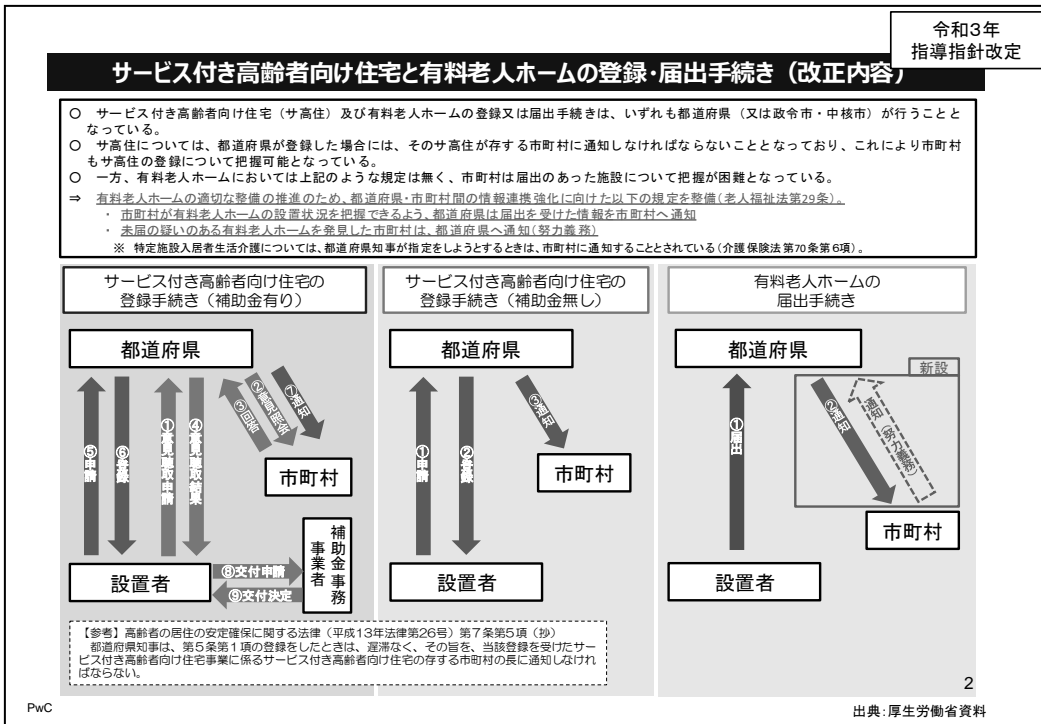 令和3年
指導指針改定
サービス付き高齢者向け住宅と有料老人ホームの登録・届出手続き（改正内容）
○　サービス付き高齢者向け住宅（サ高住）及び有料老人ホームの登録又は届出手続きは、いずれも都道府県（又は政令市・中核市）が行うことと
なっている。
○　サ高住については、都道府県が登録した場合には、そのサ高住が存する市町村に通知しなければならないこととなっており、これにより市町村
もサ高住の登録について把握可能となっている。
○　一方、有料老人ホームにおいては上記のような規定は無く、市町村は届出のあった施設について把握が困難となっている。
⇒　有料老人ホームの適切な整備の推進のため、都道府県・市町村間の情報連携強化に向けた以下の規定を整備(老人福祉法第29条)。
・　市町村が有料老人ホームの設置状況を把握できるよう、都道府県は届出を受けた情報を市町村へ通知
・　未届の疑いのある有料老人ホームを発見した市町村は、都道府県へ通知(努力義務)
※　特定施設入居者生活介護については、都道府県知事が指定をしようとするときは、市町村に通知することとされている(介護保険法第70条第6項)。
サービス付き高齢者向け住宅の
登録手続き（補助金有り）
都道府県
⑤申請
⑥登録
①意見聴取申請
④意見聴取結果
③回答
②意見照会
⑦通知
市町村
設置者
⑧交付申請
⑨交付決定
補助金事務
事業者
サービス付き高齢者向け住宅の
登録手続き（補助金無し）
都道府県
①申請
②登録
③通知
市町村
設置者
有料老人ホームの
届出手続き
都道府県
新設
①届出
②通知
通知
(努力義務)
市町村
設置者
【参考】高齢者の居住の安定確保に関する法律（平成13年法律第26号）第7条第5項（抄）
都道府県知事は、第5条第1項の登録をしたときは、遅滞なく、その旨を、当該登録を受けたサー
ビス付き高齢者向け住宅事業に係るサービス付き高齢者向け住宅の存する市町村の長に通知しなけれ
ばならない。
2
PwC
出典：厚生労働省資料